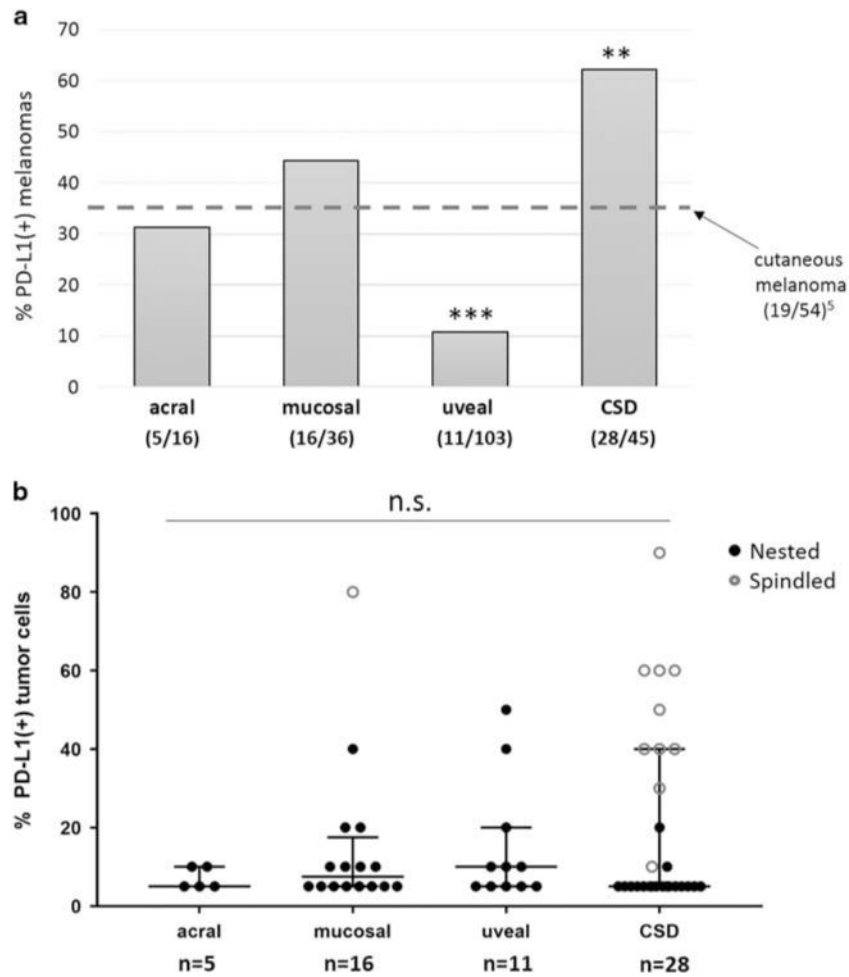 a
% PD-L1(+) melanomas
70
60
50
40
30
20
10
0
**
***
cutaneous
melanoma
(19/54)5
acral mucosal uveal CSD
(5/16) (16/36) (11/103) (28/45)
b
n.s.
% PD-L1(+) tumor cells
100
80
60
40
20
0
Nested
Spindled
acral mucosal uveal CSD
n=5 n=16 n=11 n=28